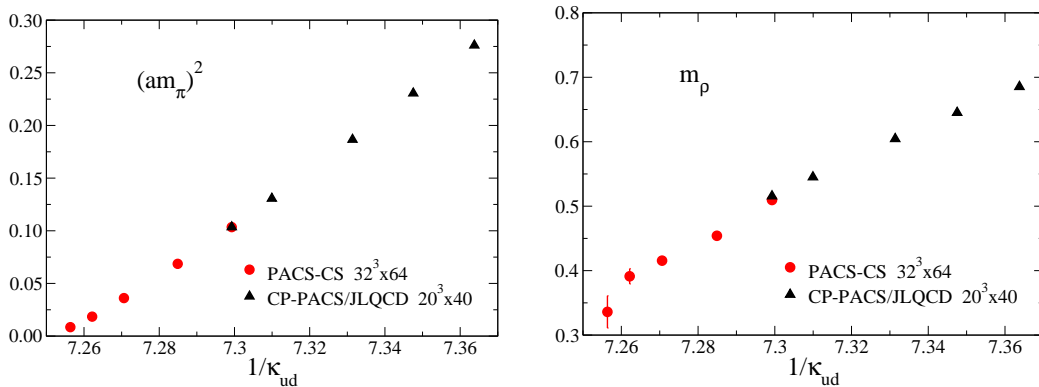 0.30
0.25
0.20
0.15
0.10
0.05
0.00
(am_π)^2
PACS-CS 32^3x64
CP-PACS/JLQCD 20^3x40
7.26 7.28 7.3 7.32 7.34 7.36
1/κ_ud
0.8
0.7
0.6
0.5
0.4
0.3
m_ρ
PACS-CS 32^3x64
CP-PACS/JLQCD 20^3x40
7.26 7.28 7.3 7.32 7.34 7.36
1/κ_ud